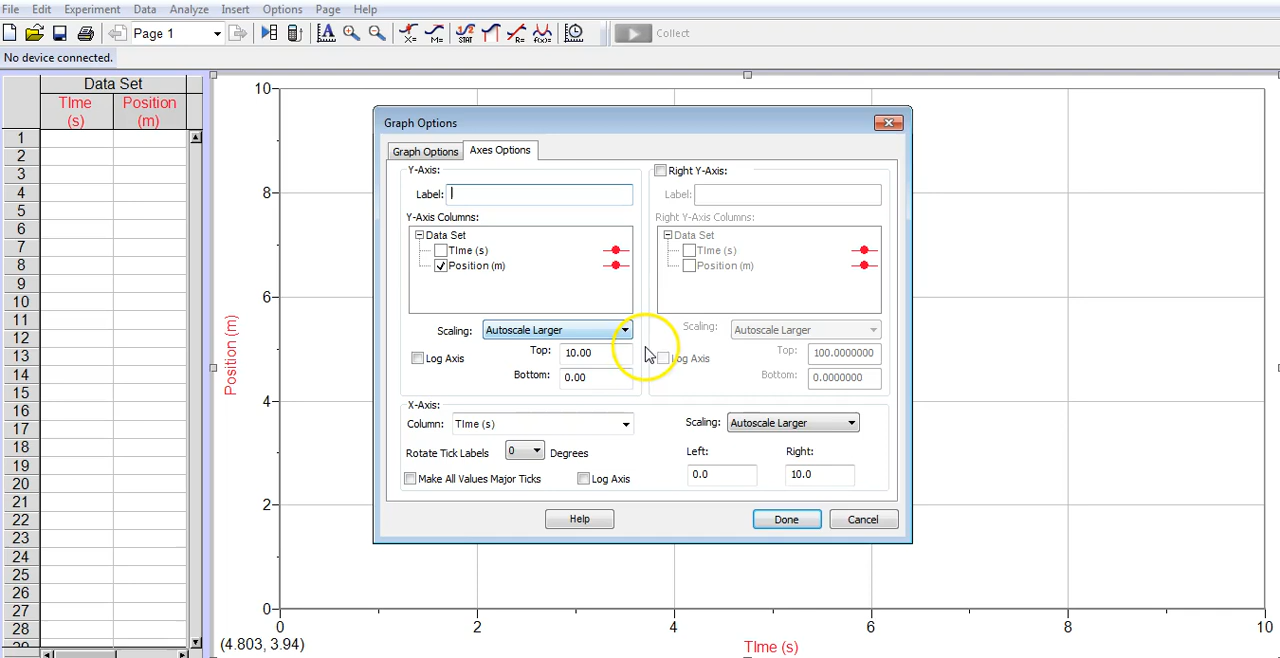 File Edit Experiment Data Analyze Insert Options Page Help
Page 1 Collect
No device connected.
Data Set
TIme (s)
Position (m)
1
2
3
4
5
6
7
8
9
10
11
12
13
14
15
16
17
18
19
20
21
22
23
24
25
26
27
28
10
8
6
4
2
0
Position (m)
0 2 4 6 8 10
TIme (s)
(4.803, 3.94)
Graph Options
Graph Options Axes Options
Y-Axis:
Label:
Y-Axis Columns:
Data Set
TIme (s)
Position (m)
Scaling: Autoscale Larger
Log Axis
Top: 10.00
Bottom: 0.00
Right Y-Axis:
Label:
Right Y-Axis Columns:
Data Set
TIme (s)
Position (m)
Scaling: Autoscale Larger
Log Axis
Top: 100.0000000
Bottom: 0.0000000
X-Axis:
Column: TIme (s)
Scaling: Autoscale Larger
Rotate Tick Labels 0 Degrees
Left: Right:
0.0 10.0
Make All Values Major Ticks Log Axis
Help Done Cancel